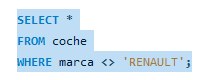 SELECT *
FROM coche
WHERE marca <> 'RENAULT';